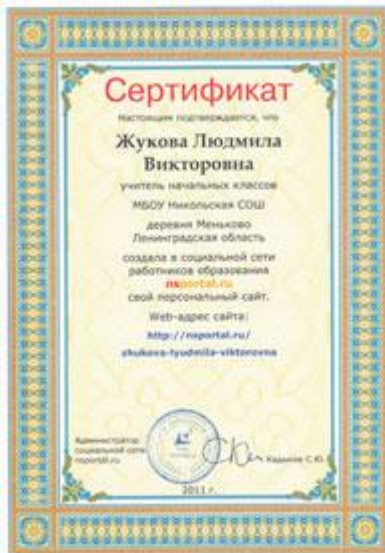 Сертификат
Настоящим подтверждается, что
Жукова Людмила
Викторовна
учитель начальных классов
МБОУ Никольская СОШ
деревня Меньково
Ленинградская область
создала в социальной сети
работников образования
nsportal.ru
свой персональный сайт.
Web-адрес сайта:
http://nsportal.ru/
zhukova-lyudmila-viktorovna
Администратор
социальной сети
nsportal.ru
С.Ю.
2011 г.